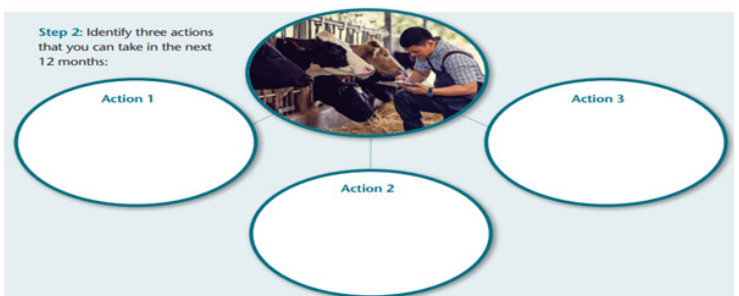 Step 2: Identify three actions
that you can take in the next
12 months:
Action 1
Action 3
Action 2